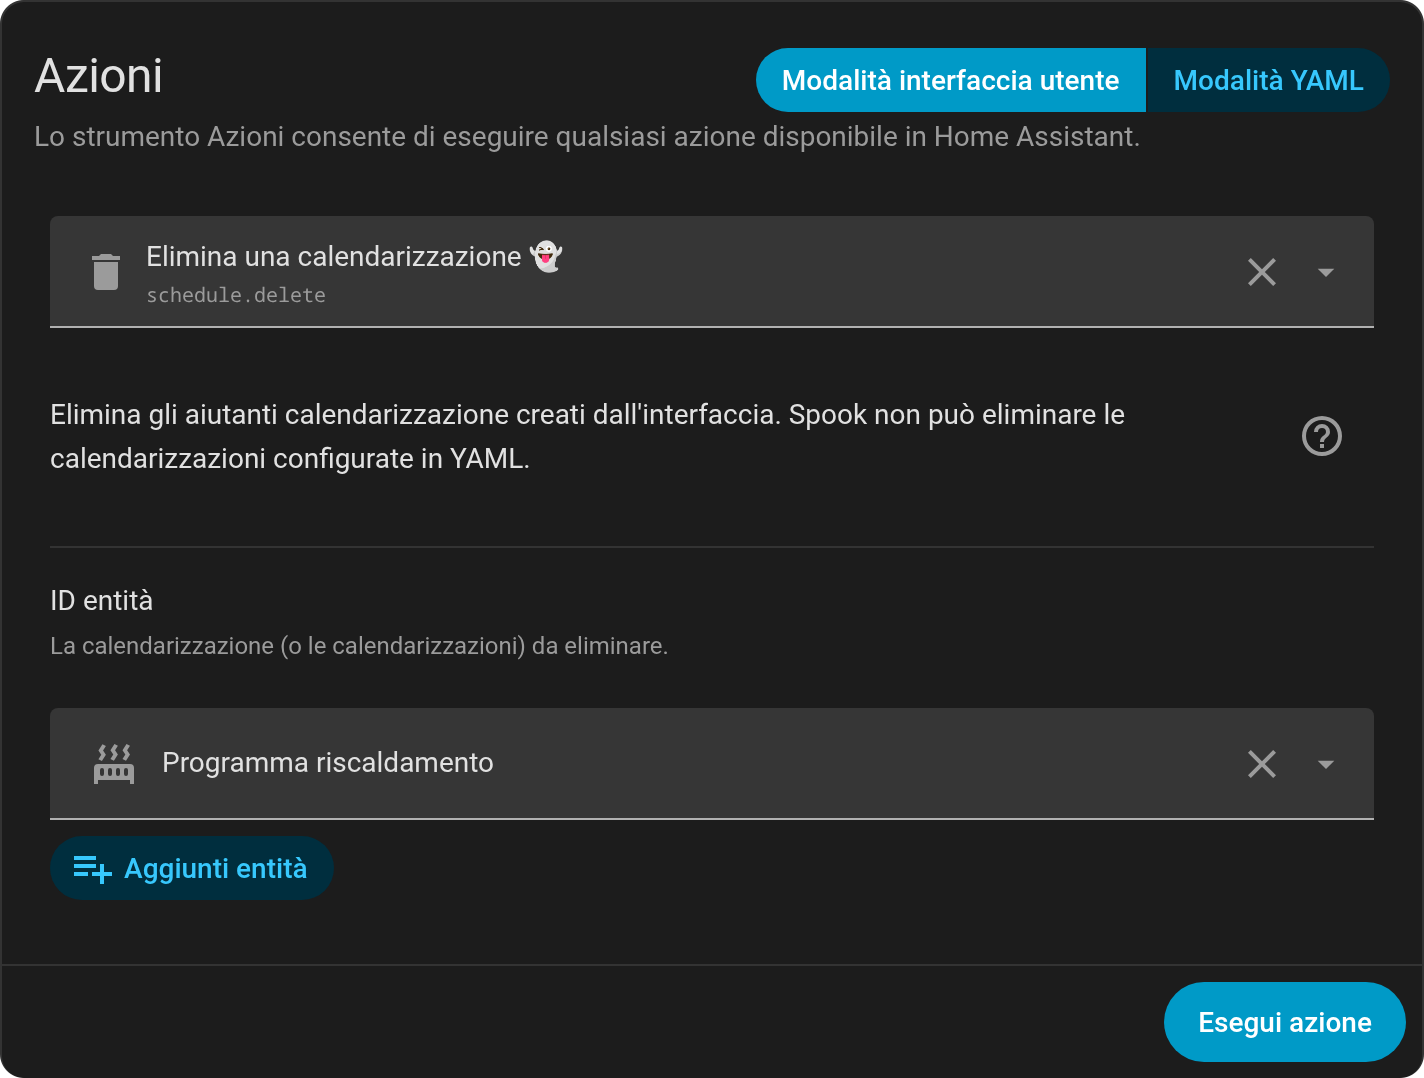 Azioni
Modalità interfaccia utente
Modalità YAML
Lo strumento Azioni consente di eseguire qualsiasi azione disponibile in Home Assistant.
Elimina una calendarizzazione 👻
schedule.delete
Elimina gli aiutanti calendarizzazione creati dall'interfaccia. Spook non può eliminare le
calendarizzazioni configurate in YAML.
ID entità
La calendarizzazione (o le calendarizzazioni) da eliminare.
Programma riscaldamento
Aggiunti entità
Esegui azione